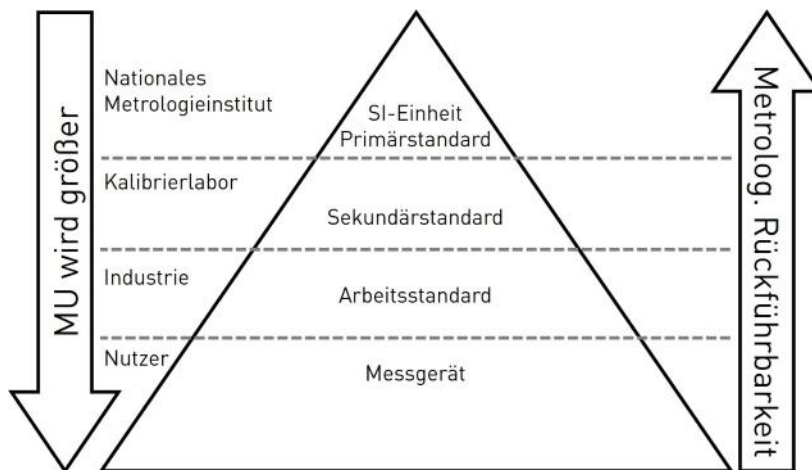 MU wird größer
Nationales
Metrologieinstitut
SI-Einheit
Primärstandard
Kalibrierlabor
Sekundärstandard
Industrie
Arbeitsstandard
Nutzer
Messgerät
Metrolog. Rückführbarkeit